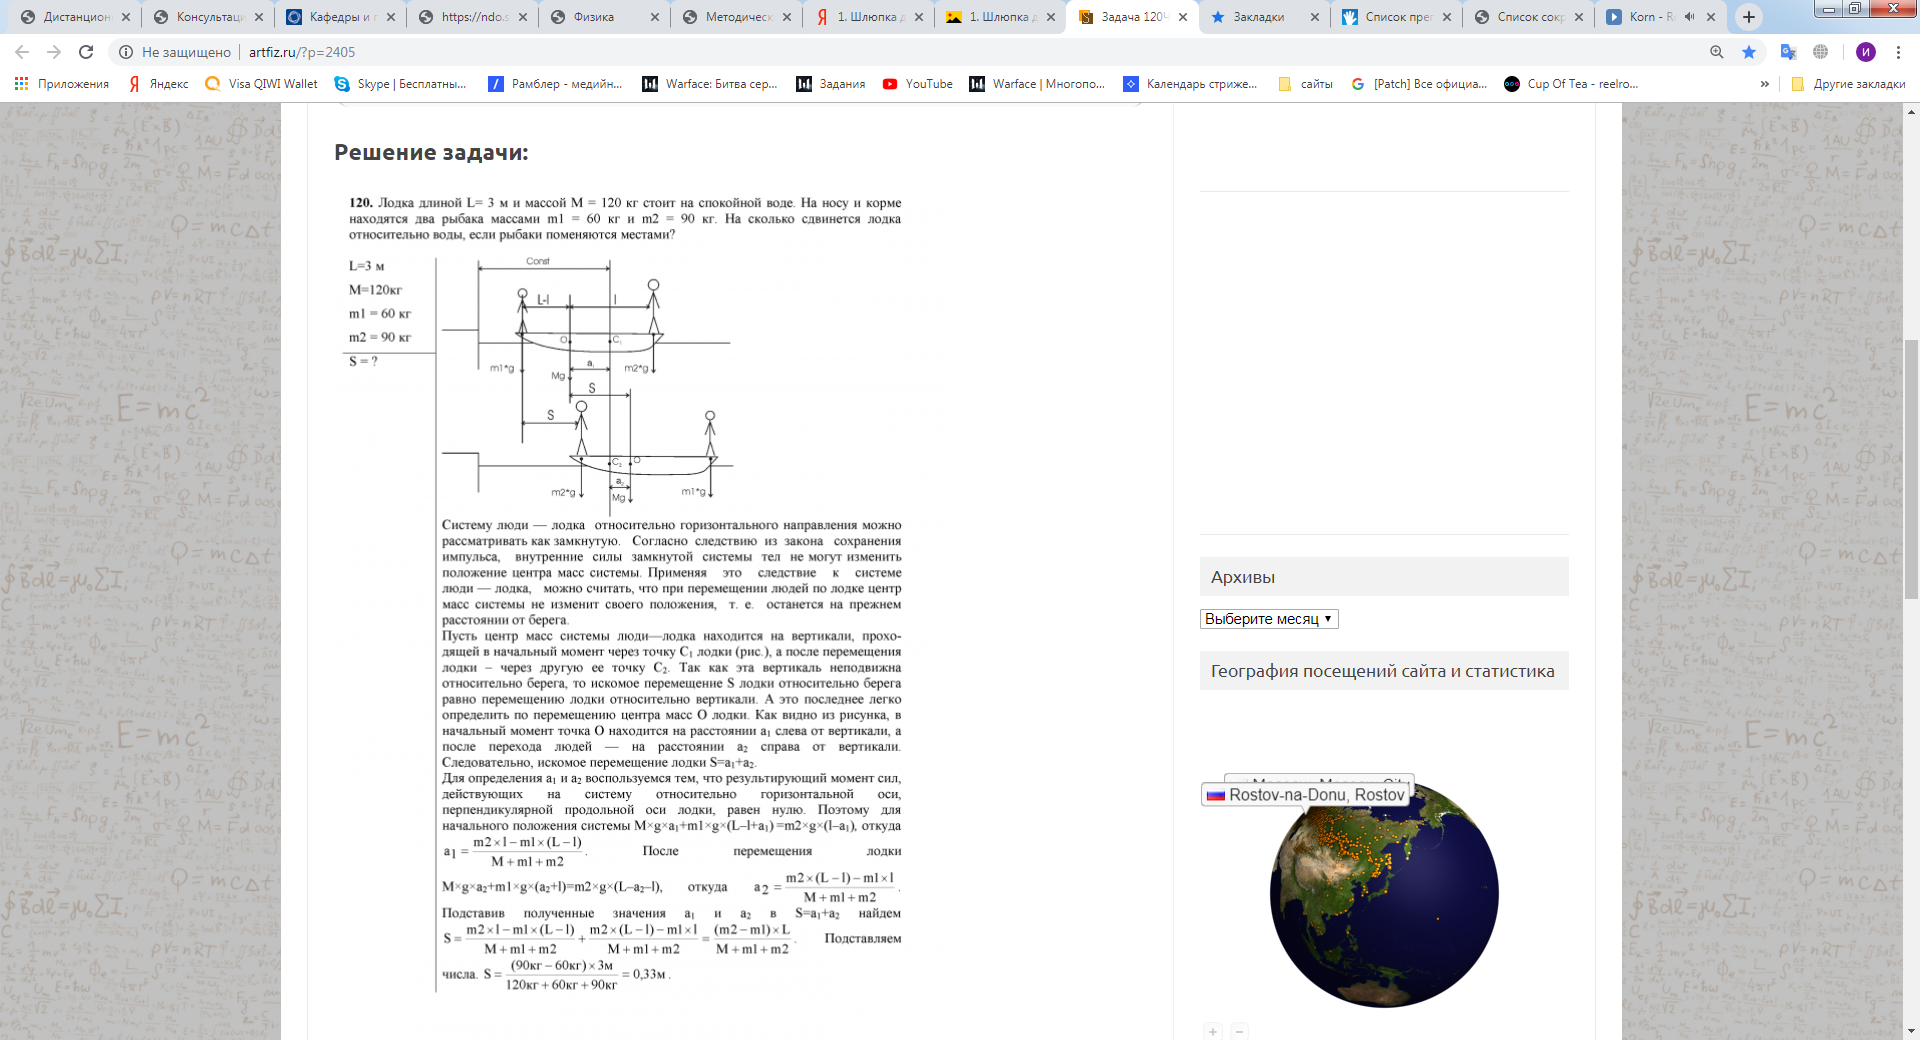 Дистанционн
Консультаци
Кафедры и п
https://ndo.s
Физика
Методическ
1. Шлюпка д
1. Шлюпка д
Задача 120Ч
Закладки
Список преп
Список сокр
Korn - R
Не защищено
artfiz.ru/?p=2405
И
Приложения
Яндекс
Visa QIWI Wallet
Skype | Бесплатны...
Рамблер - медийн...
Warface: Битва сер...
Задания
YouTube
Warface | Многопо...
Календарь стриже...
сайты
[Patch] Все официа...
Cup Of Tea - reelro...
»
Другие закладки
Решение задачи:
120. Лодка длиной L= 3 м и массой M = 120 кг стоит на спокойной воде. На носу и корме
находятся два рыбака массами m1 = 60 кг и m2 = 90 кг. На сколько сдвинется лодка
относительно воды, если рыбаки поменяются местами?
L=3 м
M=120кг
m1 = 60 кг
m2 = 90 кг
S = ?
Const
L-l
l
O
C₁
m1*g
a₁
m2*g
Mg
S
S
C₂
O
a₂
m2*g
Mg
m1*g
Систему люди — лодка относительно горизонтального направления можно
рассматривать как замкнутую. Согласно следствию из закона сохранения
импульса, внутренние силы замкнутой системы тел не могут изменить
положение центра масс системы. Применяя это следствие к системе
люди — лодка, можно считать, что при перемещении людей по лодке центр
масс системы не изменит своего положения, т. е. останется на прежнем
расстоянии от берега.
Пусть центр масс системы люди—лодка находится на вертикали, прохо-
дящей в начальный момент через точку C₁ лодки (рис.), а после перемещения
лодки – через другую ее точку C₂. Так как эта вертикаль неподвижна
относительно берега, то искомое перемещение S лодки относительно берега
равно перемещению лодки относительно вертикали. А это последнее легко
определить по перемещению центра масс О лодки. Как видно из рисунка, в
начальный момент точка О находится на расстоянии a₁ слева от вертикали, а
после перехода людей — на расстоянии a₂ справа от вертикали.
Следовательно, искомое перемещение лодки S=a₁+a₂.
Для определения a₁ и a₂ воспользуемся тем, что результирующий момент сил,
действующих на систему относительно горизонтальной оси,
перпендикулярной продольной оси лодки, равен нулю. Поэтому для
начального положения системы M×g×a₁+m1×g×(L–l+a₁) =m2×g×(l–a₁), откуда
a₁ = (m2×l – m1×(L – l)) / (M + m1 + m2). После перемещения лодки
M×g×a₂+m1×g×(a₂+l)=m2×g×(L–a₂–l), откуда a₂ = (m2×(L – l) – m1×l) / (M + m1 + m2).
Подставив полученные значения a₁ и a₂ в S=a₁+a₂ найдем
S = (m2×l – m1×(L – l)) / (M + m1 + m2) + (m2×(L – l) – m1×l) / (M + m1 + m2) = ((m2 – m1)×L) / (M + m1 + m2). Подставляем
числа. S = ((90кг – 60кг)×3м) / (120кг + 60кг + 90кг) = 0,33м .
Архивы
Выберите месяц
География посещений сайта и статистика
Rostov-na-Donu, Rostov